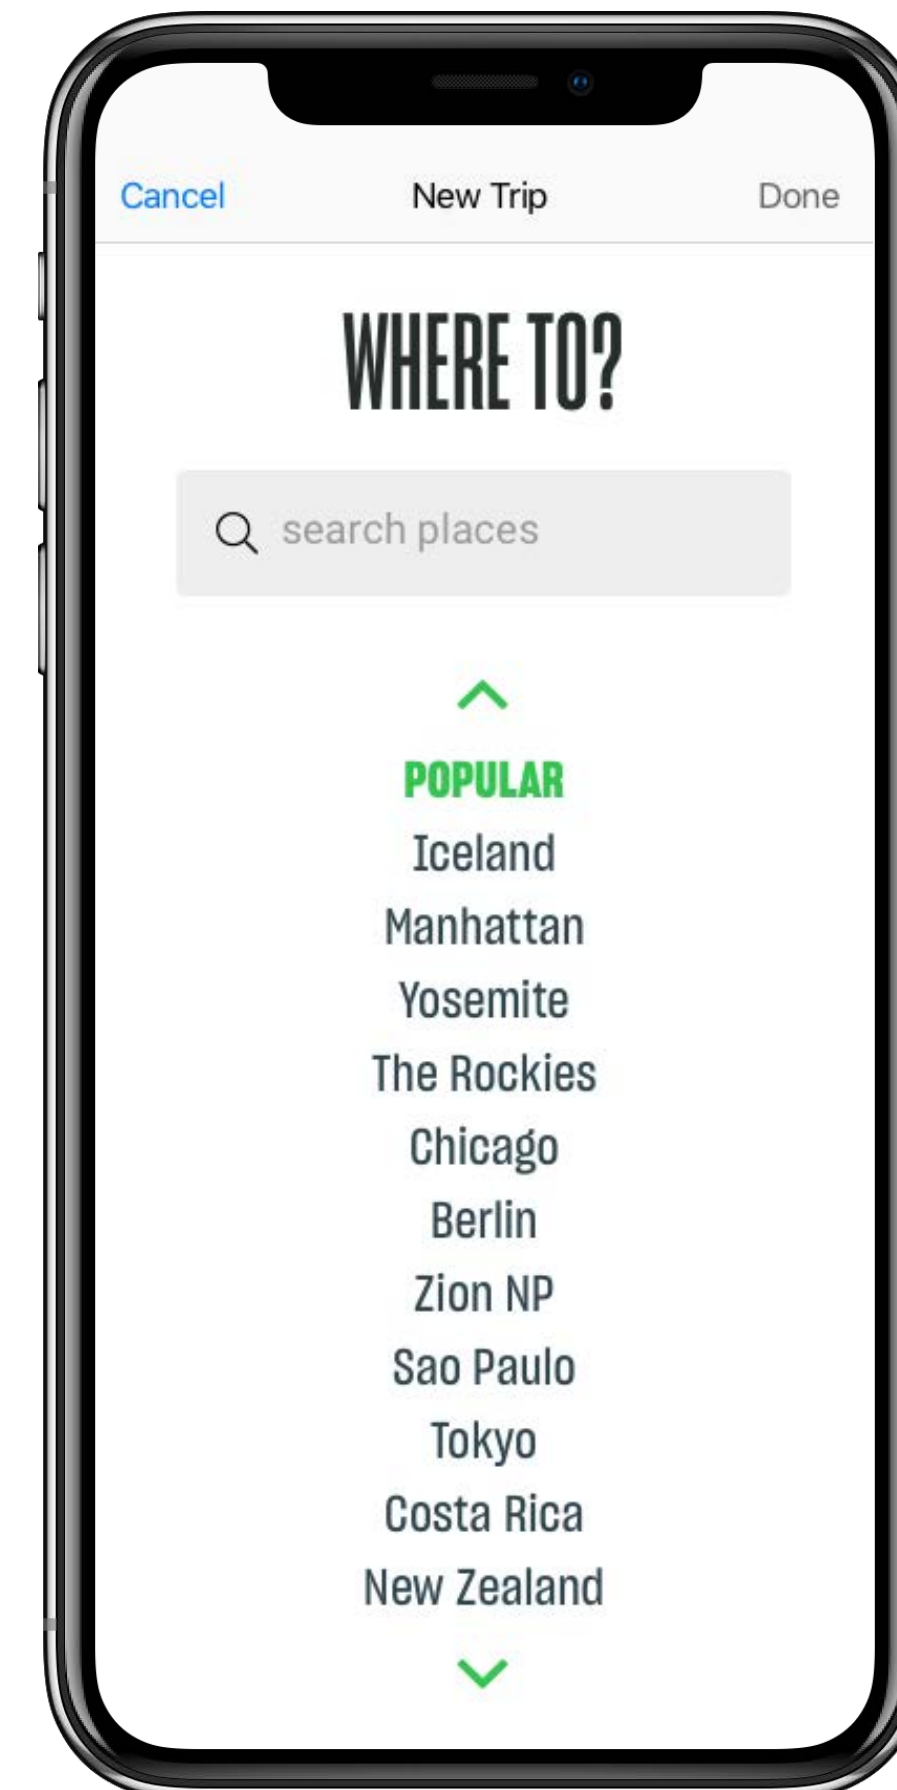 Cancel New Trip Done
WHERE TO?
search places
POPULAR
Iceland
Manhattan
Yosemite
The Rockies
Chicago
Berlin
Zion NP
Sao Paulo
Tokyo
Costa Rica
New Zealand